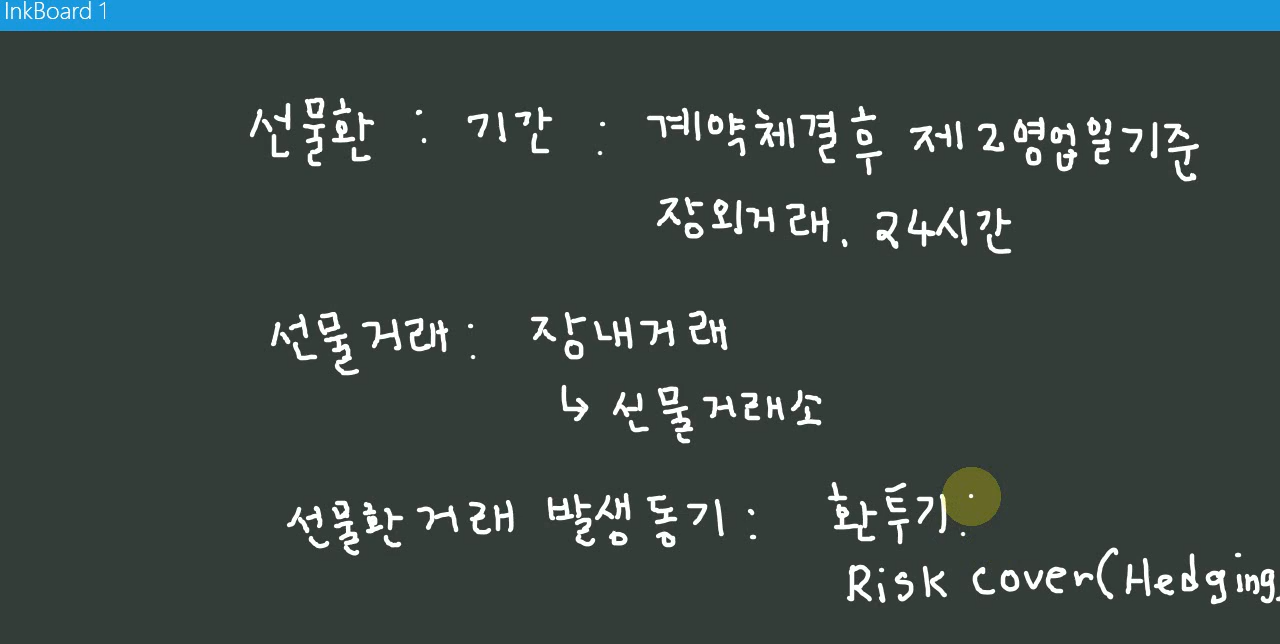 InkBoard 1
선물환 : 기간 : 계약체결후 제2영업일기준
장외거래. 24시간
선물거래 : 장내거래
↳ 선물거래소
선물환거래 발생동기 : 환투기 :
Risk cover(Hedging